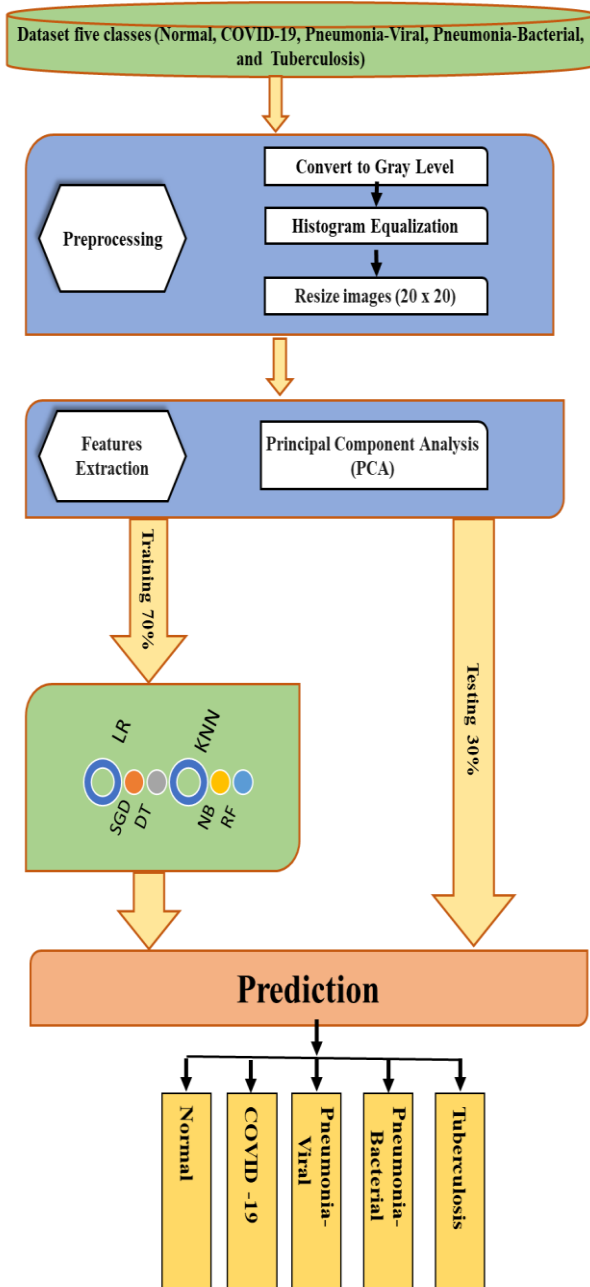 Dataset five classes (Normal, COVID-19, Pneumonia-Viral, Pneumonia-Bacterial,
and Tuberculosis)
Preprocessing
Convert to Gray Level
Histogram Equalization
Resize images (20 x 20)
Features
Extraction
Principal Component Analysis
(PCA)
Training 70%
Testing 30%
LR
KNN
SGD
DT
NB
RF
Prediction
Normal
COVID -19
Pneumonia-
Viral
Pneumonia-
Bacterial
Tuberculosis